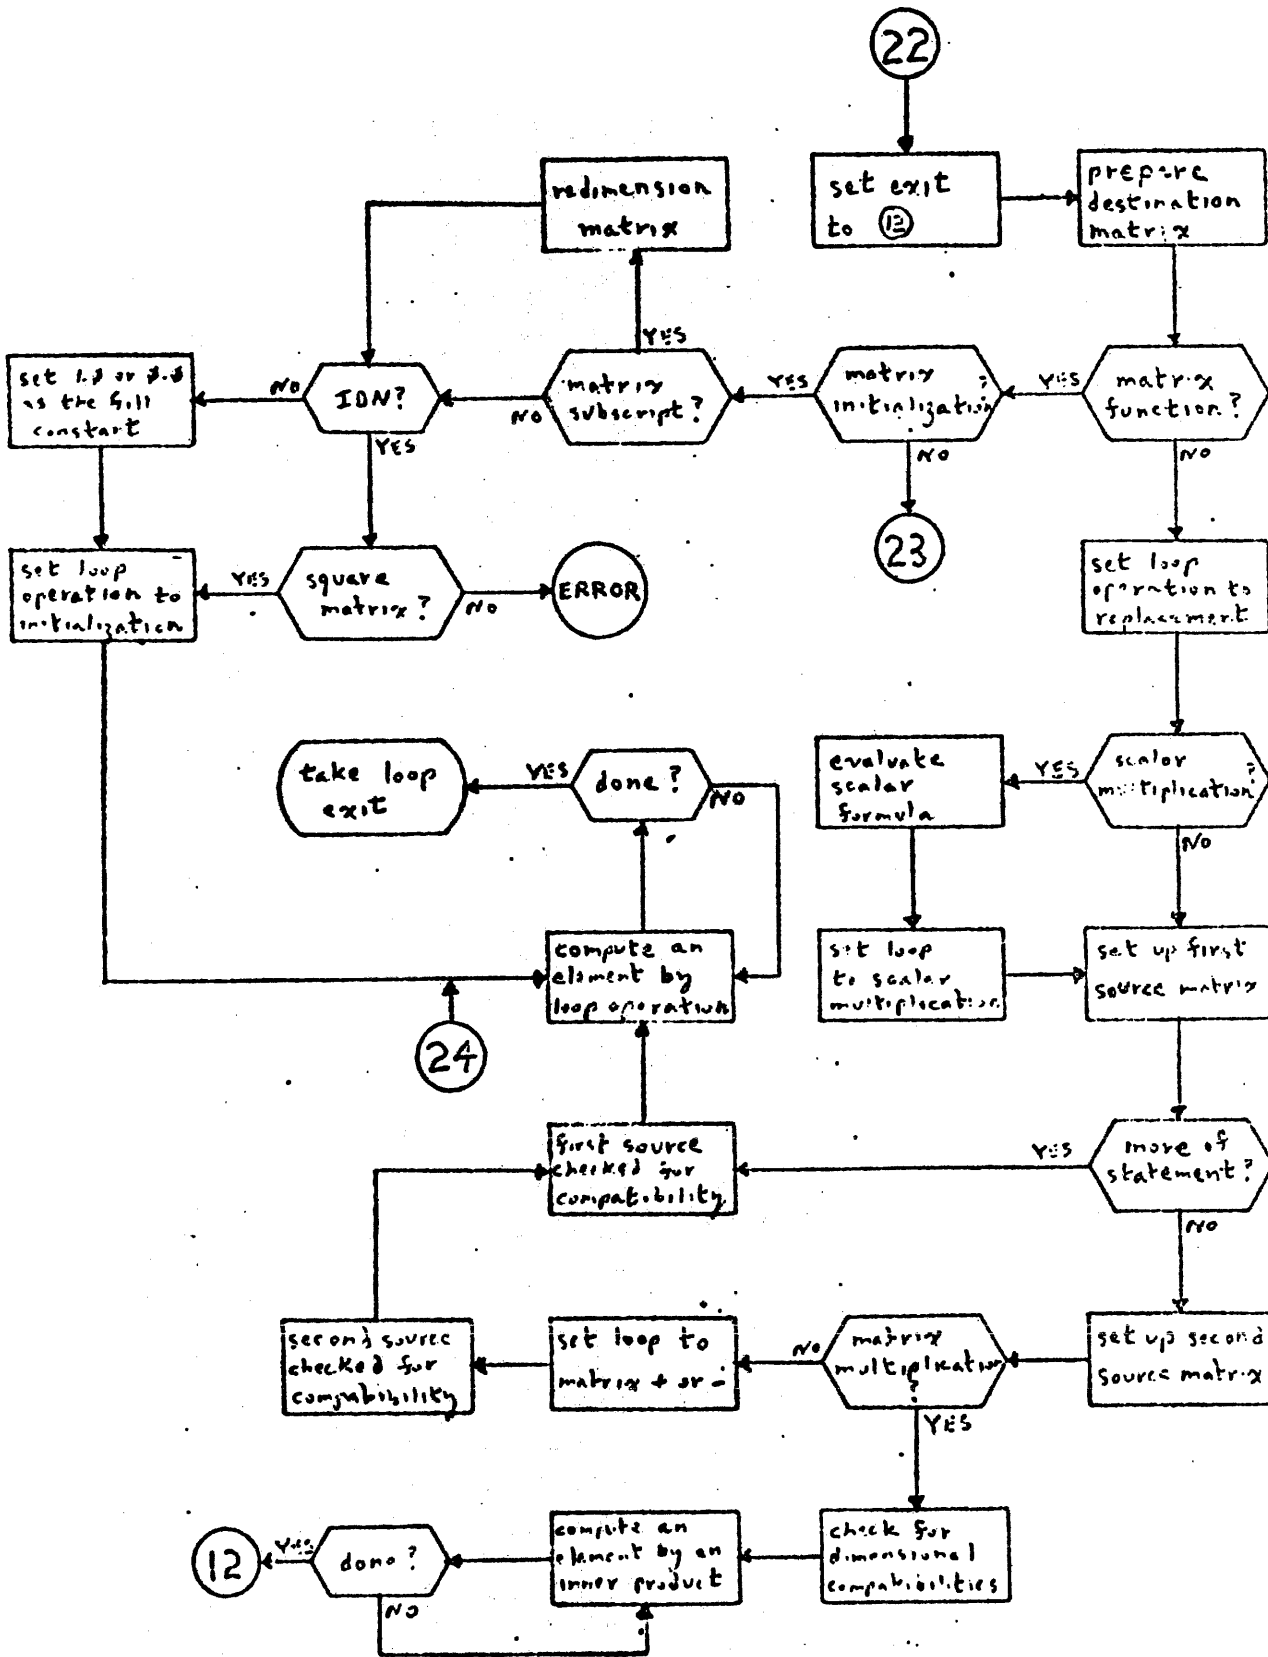 22
set exit
to 12
prepare
destination
matrix
redimension
matrix
YES
set 1.0 or 0.0
as the fill
constant
NO
IDN?
YES
NO
matrix
subscript?
YES
matrix
initialization?
NO
YES
matrix
function?
NO
23
set loop
operation to
initialization
YES
square
matrix?
NO
ERROR
set loop
operation to
replacement
take loop
exit
YES
done?
NO
evaluate
scalar
formula
YES
scalar
multiplication?
NO
compute an
element by
loop operation
set loop
to scalar
multiplication
set up first
source matrix
24
first source
checked for
compatibility
YES
more of
statement?
NO
second source
checked for
compatibility
set loop to
matrix + or -
NO
matrix
multiplication
?
YES
set up second
source matrix
12
YES
done?
NO
compute an
element by an
inner product
check for
dimensional
compatibilities